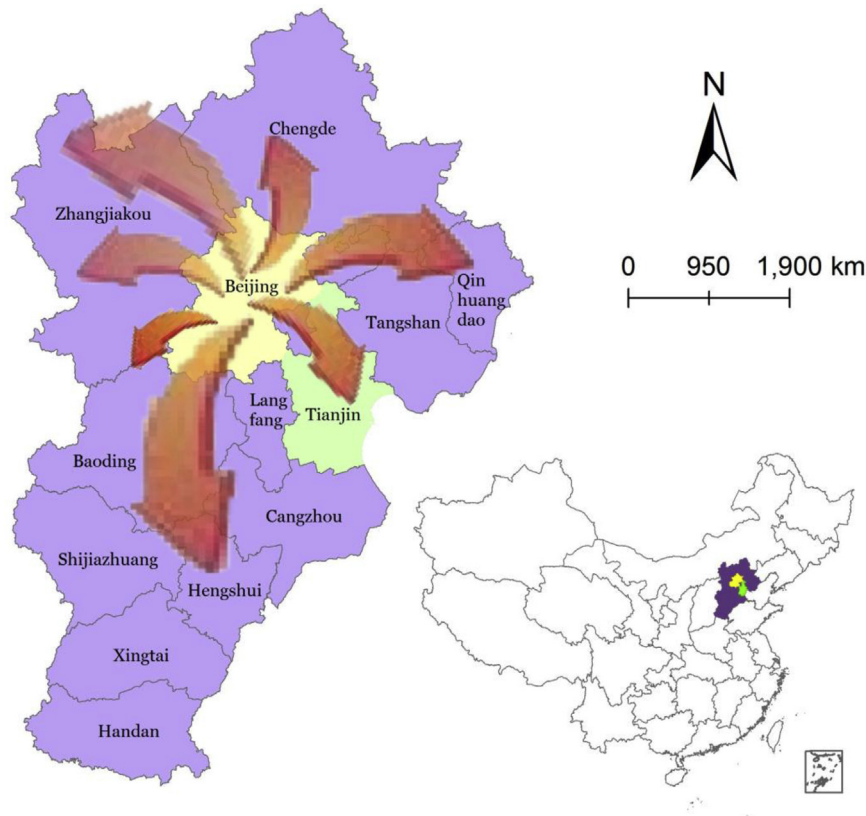 N
0 950 1,900 km
Chengde
Zhangjiakou
Beijing
Qin
huang
dao
Tangshan
Lang
fang
Tianjin
Baoding
Cangzhou
Shijiazhuang
Hengshui
Xingtai
Handan